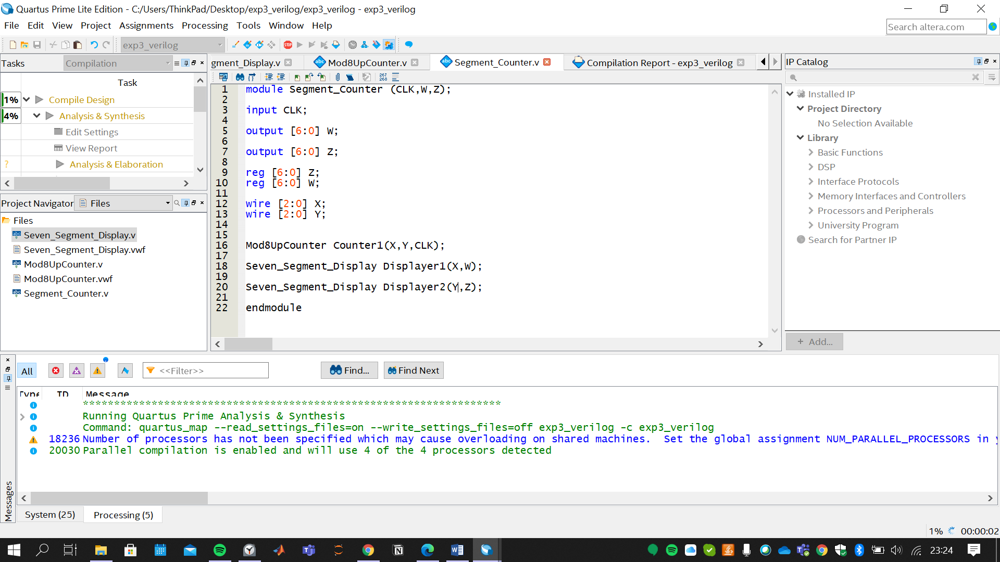 Quartus Prime Lite Edition - C:/Users/ThinkPad/Desktop/exp3_verilog/exp3_verilog - exp3_verilog
File Edit View Project Assignments Processing Tools Window Help
Search altera.com
exp3_verilog
STOP
Tasks Compilation
Task
1% Compile Design
4% Analysis & Synthesis
Edit Settings
View Report
? Analysis & Elaboration
Project Navigator Files
Files
Seven_Segment_Display.v
Seven_Segment_Display.vwf
Mod8UpCounter.v
Mod8UpCounter.vwf
Segment_Counter.v
gment_Display.v Mod8UpCounter.v Segment_Counter.v Compilation Report - exp3_verilog
267
268
1 module Segment_Counter (CLK,W,Z);
2
3 input CLK;
4
5 output [6:0] W;
6
7 output [6:0] Z;
8
9 reg [6:0] Z;
10 reg [6:0] W;
11
12 wire [2:0] X;
13 wire [2:0] Y;
14
15
16 Mod8UpCounter Counter1(X,Y,CLK);
17
18 Seven_Segment_Display Displayer1(X,W);
19
20 Seven_Segment_Display Displayer2(Y,Z);
21
22 endmodule
IP Catalog
Installed IP
Project Directory
No Selection Available
Library
Basic Functions
DSP
Interface Protocols
Memory Interfaces and Controllers
Processors and Peripherals
University Program
Search for Partner IP
+ Add...
All <<Filter>> Find... Find Next
Type ID Message
*******************************************************************
Running Quartus Prime Analysis & Synthesis
Command: quartus_map --read_settings_files=on --write_settings_files=off exp3_verilog -c exp3_verilog
18236 Number of processors has not been specified which may cause overloading on shared machines.  Set the global assignment NUM_PARALLEL_PROCESSORS in
20030 Parallel compilation is enabled and will use 4 of the 4 processors detected
Messages
System (25) Processing (5)
1% 00:00:02
23:24